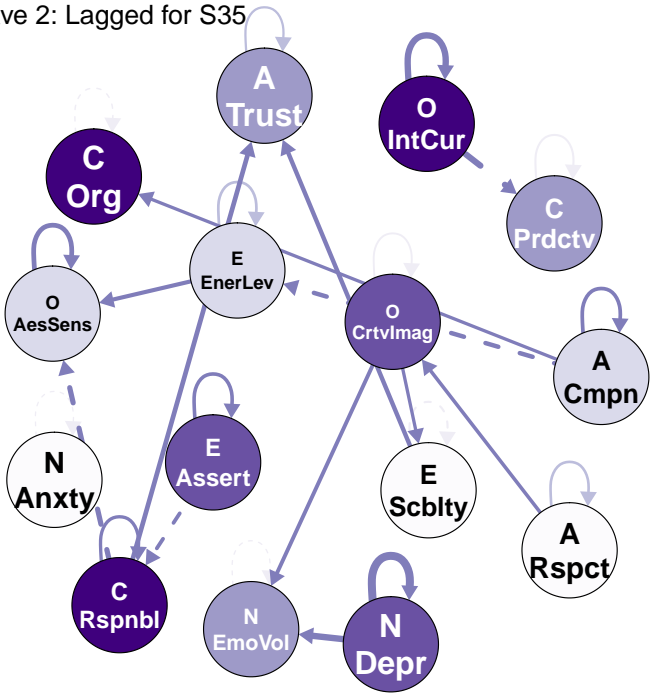 ve 2: Lagged for S35
A
Trust
O
IntCur
C
Org
C
Prdctv
E
EnerLev
O
AesSens
O
CrtvImag
A
Cmpn
E
Assert
N
Anxty
E
Scblty
A
Rspct
C
Rspnbl
N
EmoVol
N
Depr